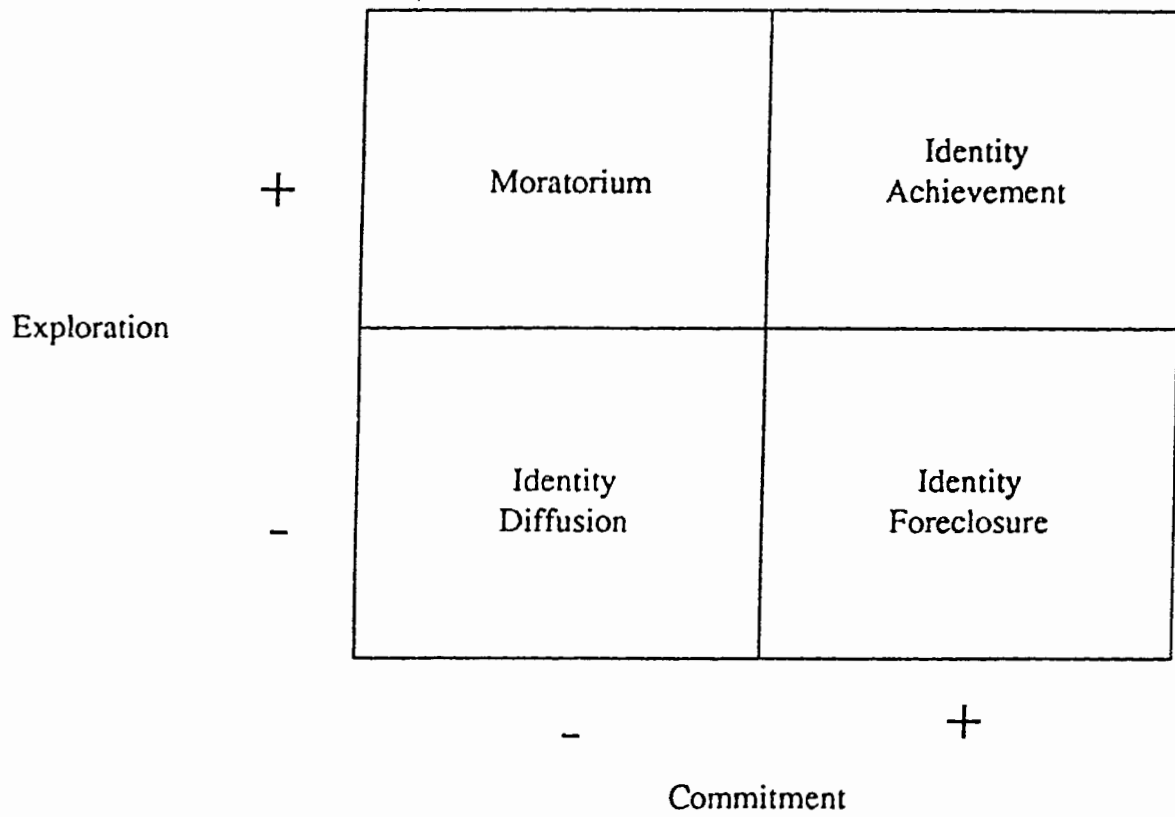 Identity
+
Moratorium
Achievement
Exploration
Identity
Identity
-
Diffusion
Foreclosure
-
+
Commitment